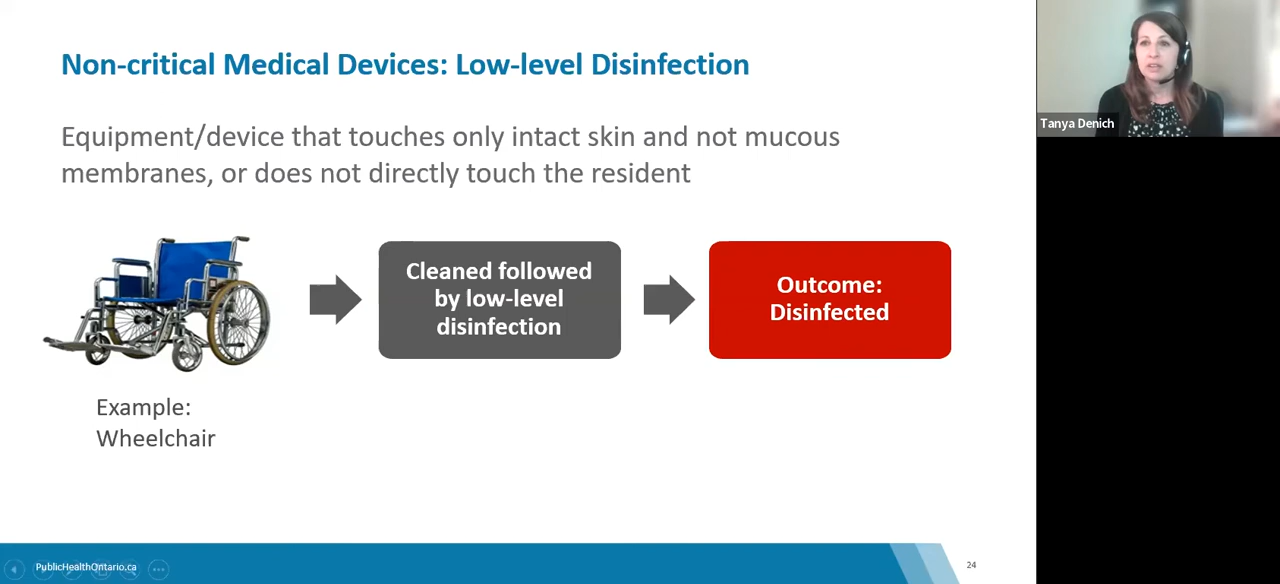 Non-critical Medical Devices: Low-level Disinfection
Equipment/device that touches only intact skin and not mucous
membranes, or does not directly touch the resident
Cleaned followed
by low-level
disinfection
Outcome:
Disinfected
Example:
Wheelchair
PublicHealthOntario.ca
24
Tanya Denich